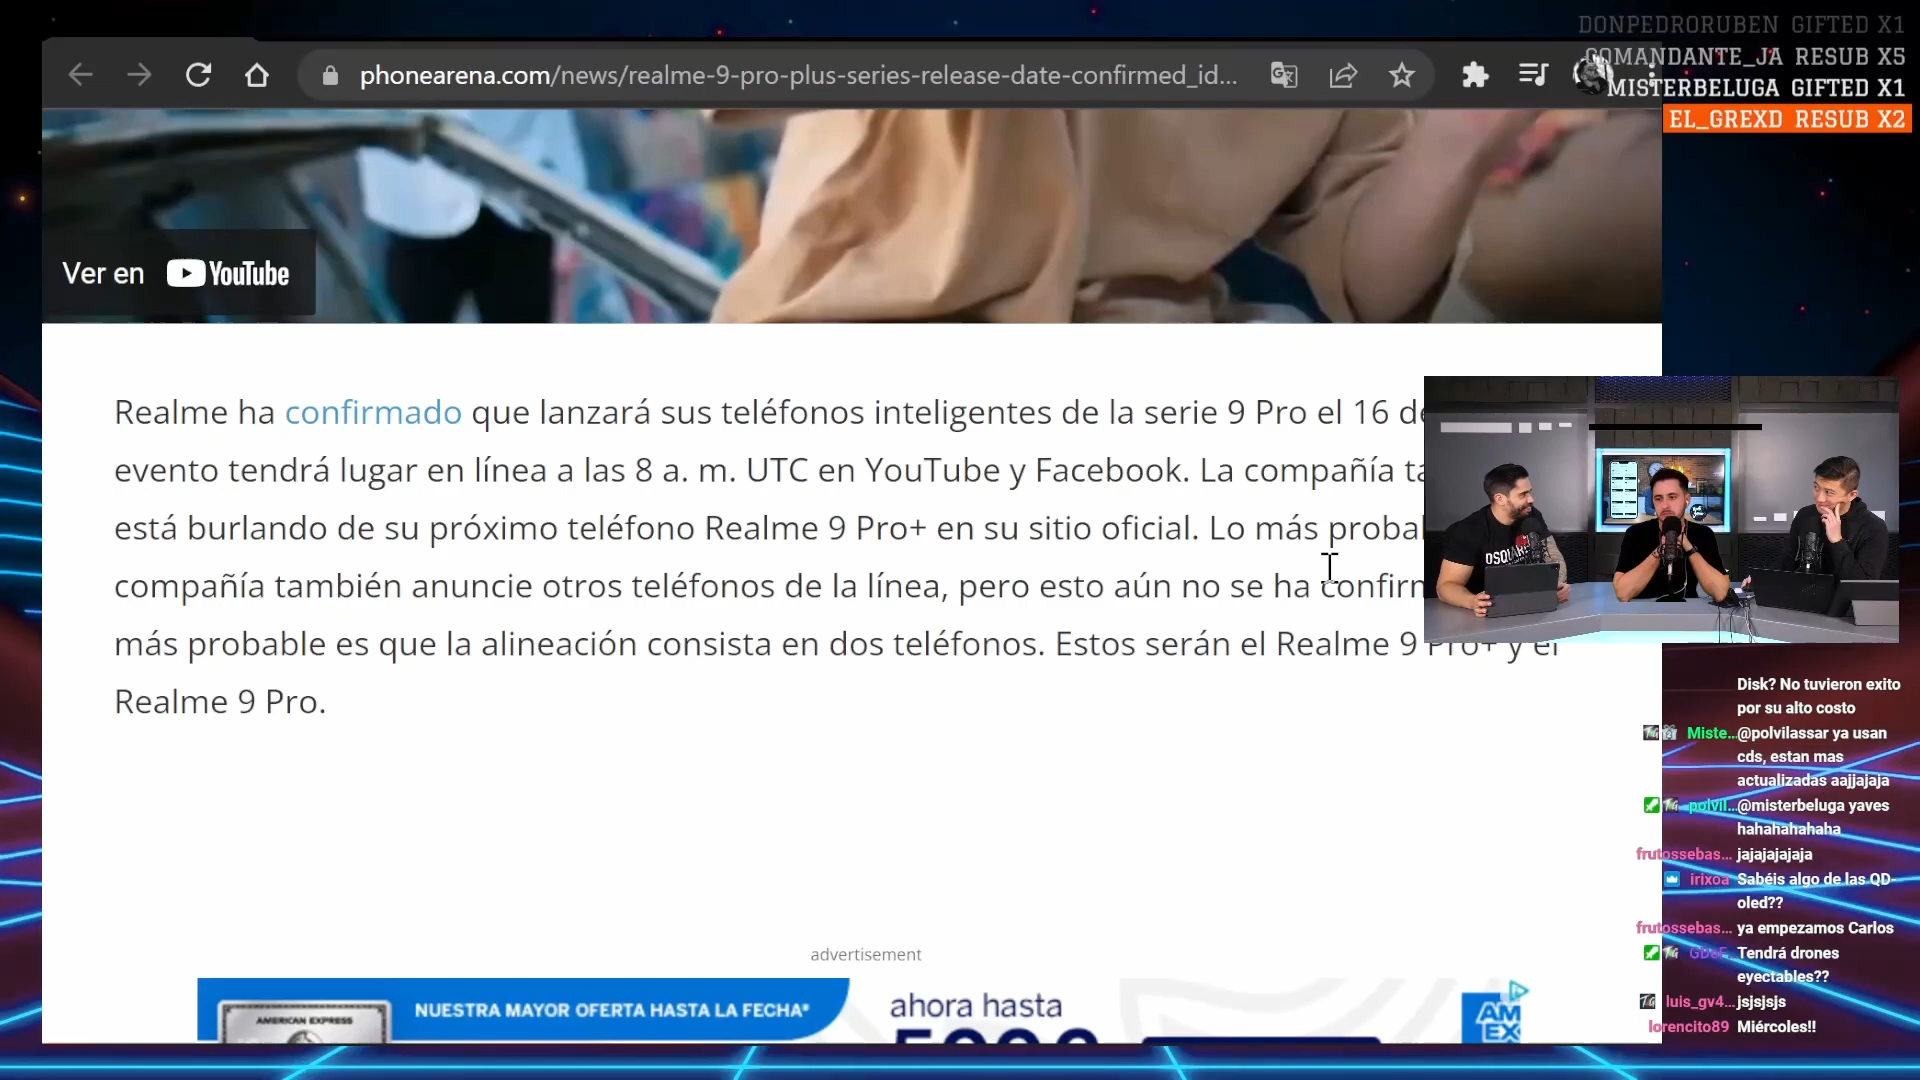 DONPEDRORUBEN GIFTED X1
COMANDANTE_JA RESUB X5
MISTERBELUGA GIFTED X1
EL_GREXD RESUB X2
phonearena.com/news/realme-9-pro-plus-series-release-date-confirmed_id...
Ver en YouTube
Realme ha confirmado que lanzará sus teléfonos inteligentes de la serie 9 Pro el 16 de
evento tendrá lugar en línea a las 8 a. m. UTC en YouTube y Facebook. La compañía
está burlando de su próximo teléfono Realme 9 Pro+ en su sitio oficial. Lo más
compañía también anuncie otros teléfonos de la línea, pero esto aún no se ha
más probable es que la alineación consista en dos teléfonos. Estos serán el Realme 9 Pro+ y el
Realme 9 Pro.
advertisement
AMERICAN EXPRESS
NUESTRA MAYOR OFERTA HASTA LA FECHA*
ahora hasta
AM
EX
Disk? No tuvieron exito
por su alto costo
Miste... @polvilassar ya usan
cds, estan mas
actualizadas aajjajaja
polvil... @misterbeluga yaves
hahahahahaha
frutossebas... jajajajajaja
irixoa Sabéis algo de las QD-
oled??
frutossebas... ya empezamos Carlos
Tendrá drones
eyectables??
luis_gv4... jsjsjsjs
lorencito89 Miércoles!!